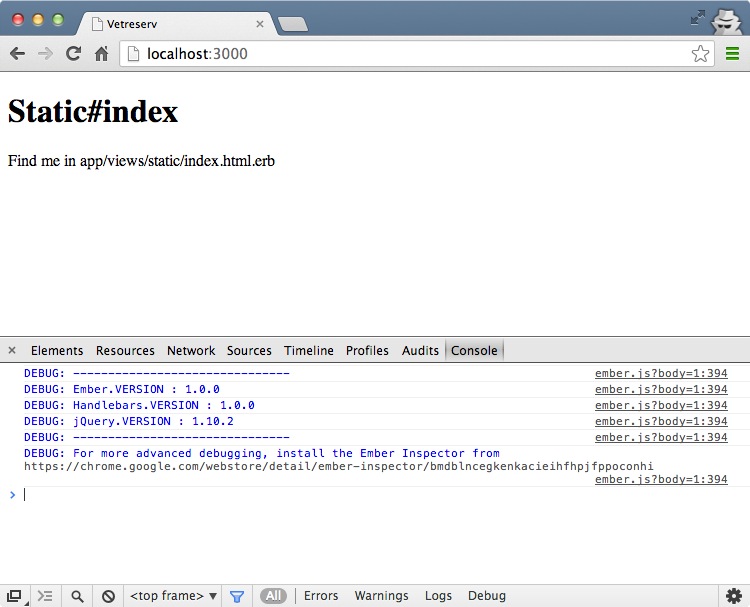 Vetreserv
localhost:3000
Static#index
Find me in app/views/static/index.html.erb
Elements Resources Network Sources Timeline Profiles Audits Console
DEBUG: ------------------------------- ember.js?body=1:394
DEBUG: Ember.VERSION : 1.0.0 ember.js?body=1:394
DEBUG: Handlebars.VERSION : 1.0.0 ember.js?body=1:394
DEBUG: jQuery.VERSION : 1.10.2 ember.js?body=1:394
DEBUG: ------------------------------- ember.js?body=1:394
DEBUG: For more advanced debugging, install the Ember Inspector from
https://chrome.google.com/webstore/detail/ember-inspector/bmdblncegkenkacieihfhpjfppoconhi
ember.js?body=1:394
<top frame> All Errors Warnings Logs Debug